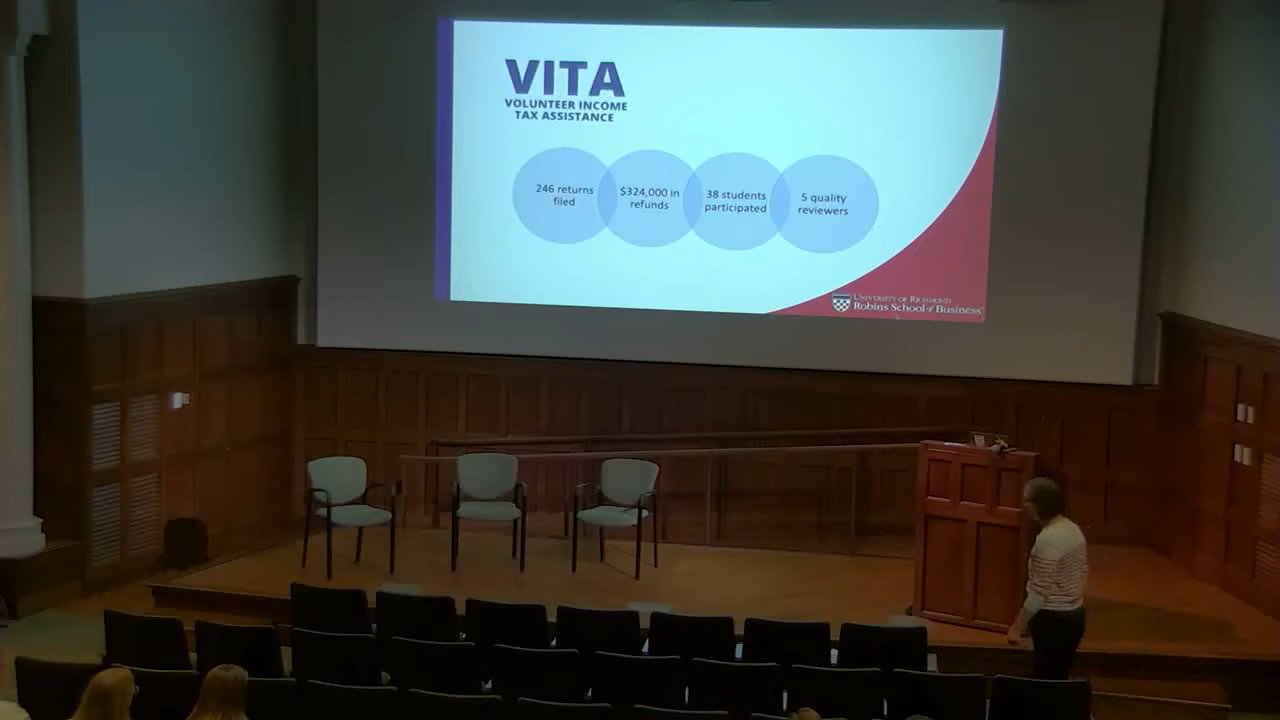 VITA
VOLUNTEER INCOME
TAX ASSISTANCE
246 returns
filed
$324,000 in
refunds
38 students
participated
5 quality
reviewers
UNIVERSITY OF RICHMOND
Robins School of Business